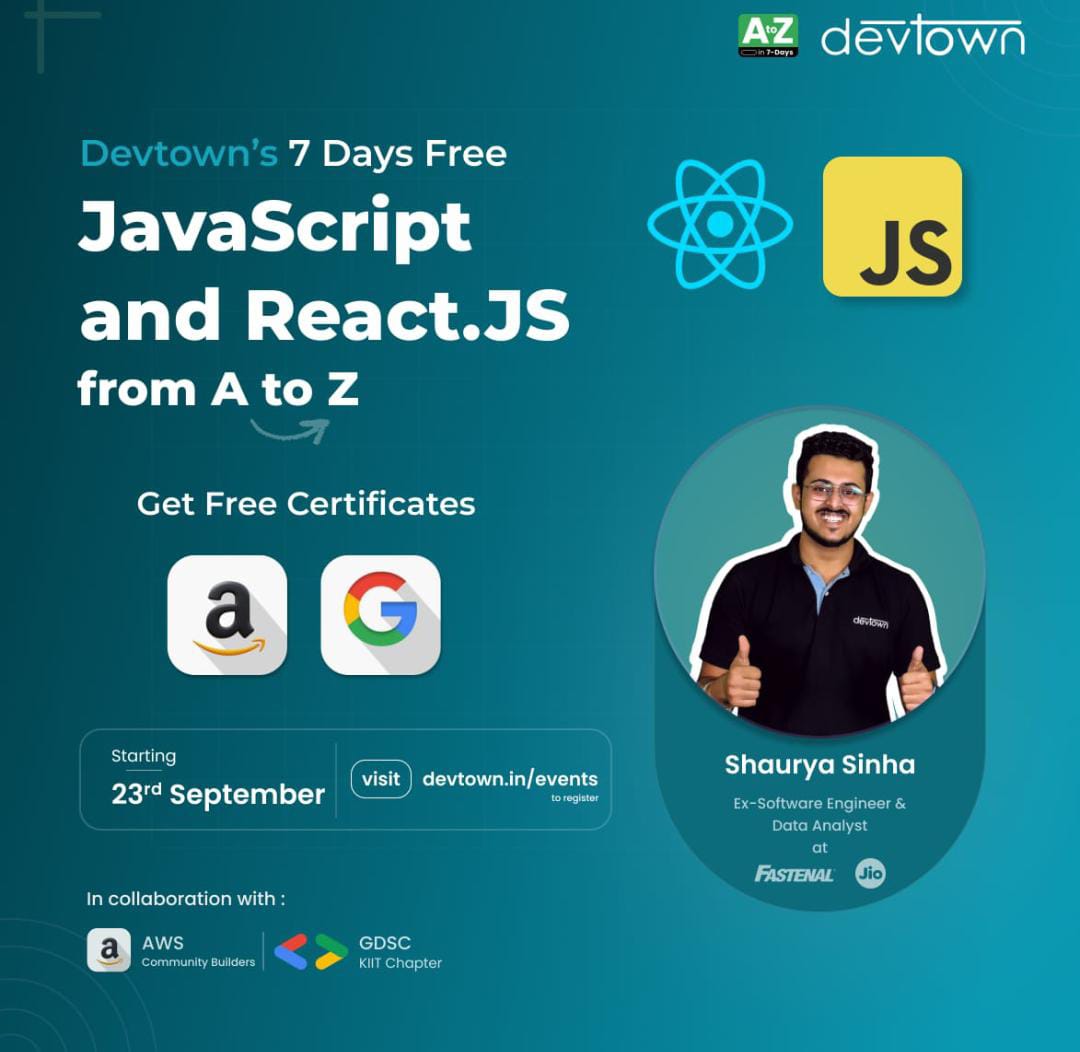 A to Z
in 7-Days
devtown
Devtown's 7 Days Free
JavaScript
and React.JS
from A to Z
JS
Get Free Certificates
a
G
devtown
Starting
23rd September
visit
devtown.in/events
to register
Shaurya Sinha
Ex-Software Engineer &
Data Analyst
at
FASTENAL
Jio
In collaboration with :
a
AWS
Community Builders
GDSC
KIIT Chapter